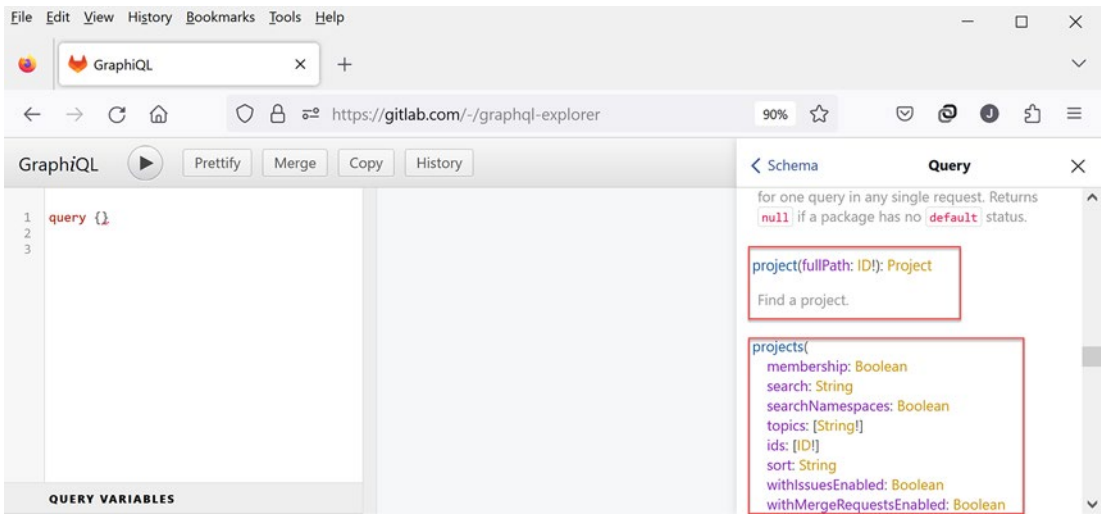 File Edit View History Bookmarks Tools Help
GraphiQL
https://gitlab.com/-/graphql-explorer 90% J
GraphiQL Prettify Merge Copy History
Schema Query
1 query {}
2
3
for one query in any single request. Returns
null if a package has no default status.
project(fullPath: ID!): Project
Find a project.
projects(
membership: Boolean
search: String
searchNamespaces: Boolean
topics: [String!]
ids: [ID!]
sort: String
withIssuesEnabled: Boolean
withMergeRequestsEnabled: Boolean
QUERY VARIABLES